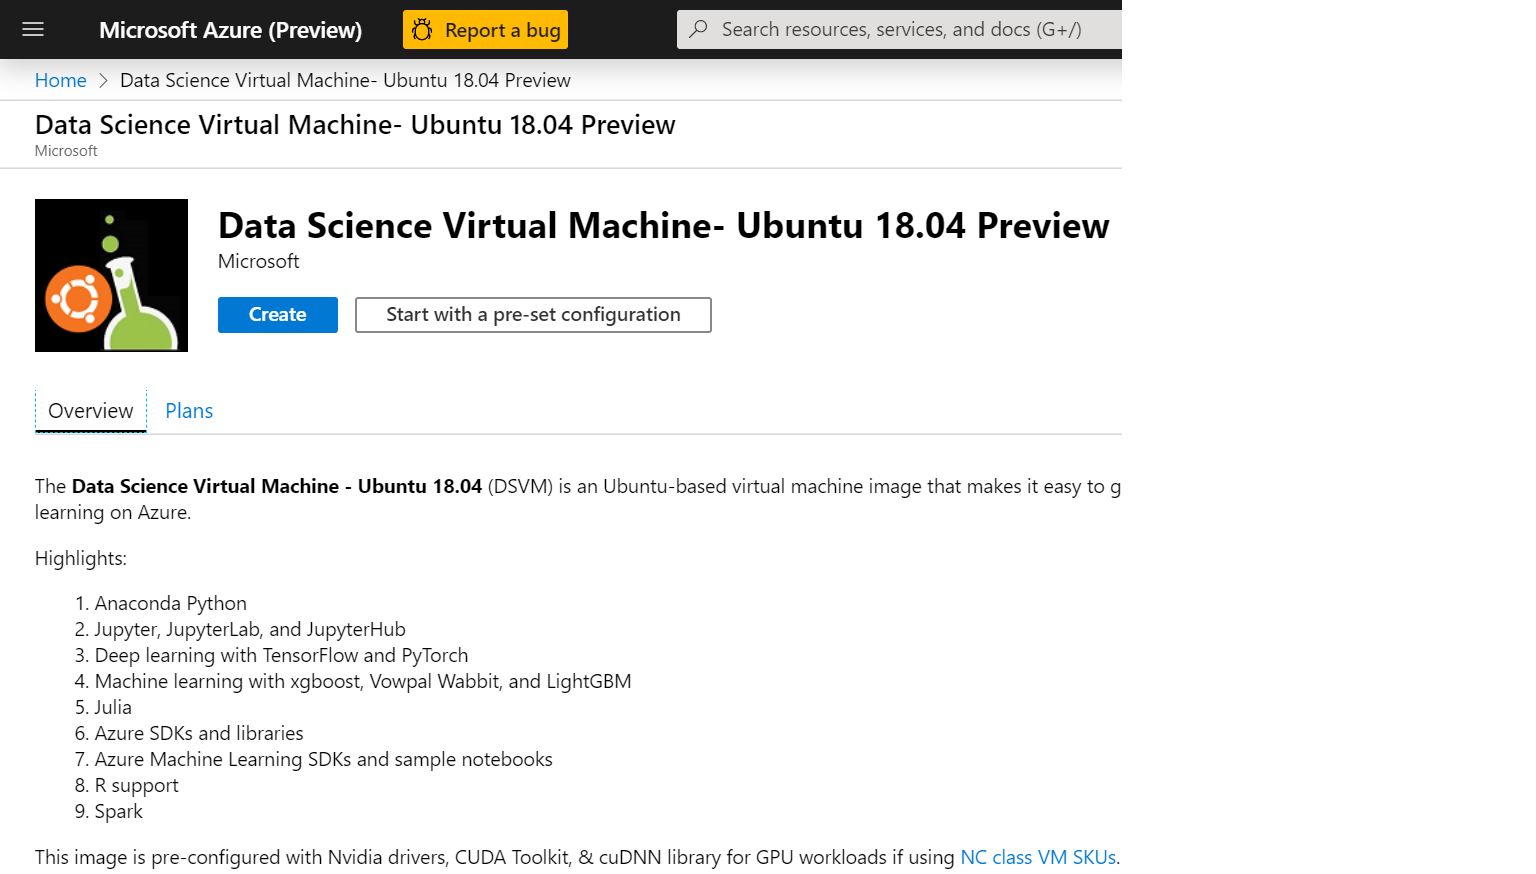 Microsoft Azure (Preview)
Report a bug
Search resources, services, and docs (G+/)
Home > Data Science Virtual Machine- Ubuntu 18.04 Preview
Data Science Virtual Machine- Ubuntu 18.04 Preview
Microsoft
Data Science Virtual Machine- Ubuntu 18.04 Preview
Microsoft
Create
Start with a pre-set configuration
Overview
Plans
The Data Science Virtual Machine - Ubuntu 18.04 (DSVM) is an Ubuntu-based virtual machine image that makes it easy to g
learning on Azure.
Highlights:
1. Anaconda Python
2. Jupyter, JupyterLab, and JupyterHub
3. Deep learning with TensorFlow and PyTorch
4. Machine learning with xgboost, Vowpal Wabbit, and LightGBM
5. Julia
6. Azure SDKs and libraries
7. Azure Machine Learning SDKs and sample notebooks
8. R support
9. Spark
This image is pre-configured with Nvidia drivers, CUDA Toolkit, & cuDNN library for GPU workloads if using NC class VM SKUs.